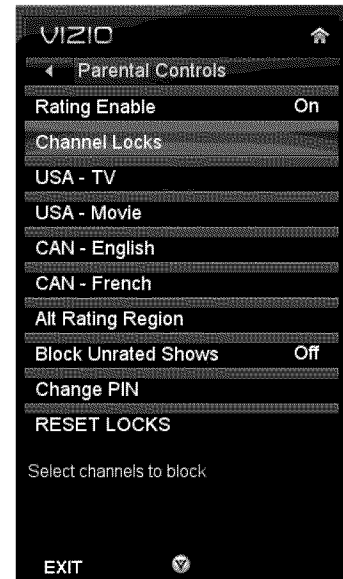 VIZIO
Parental Controls
Rating Enable On
Channel Locks
USA - TV
USA - Movie
CAN - English
CAN - French
Alt Rating Region
Block Unrated Shows Off
Change PIN
RESET LOCKS
Select channels to block
EXIT